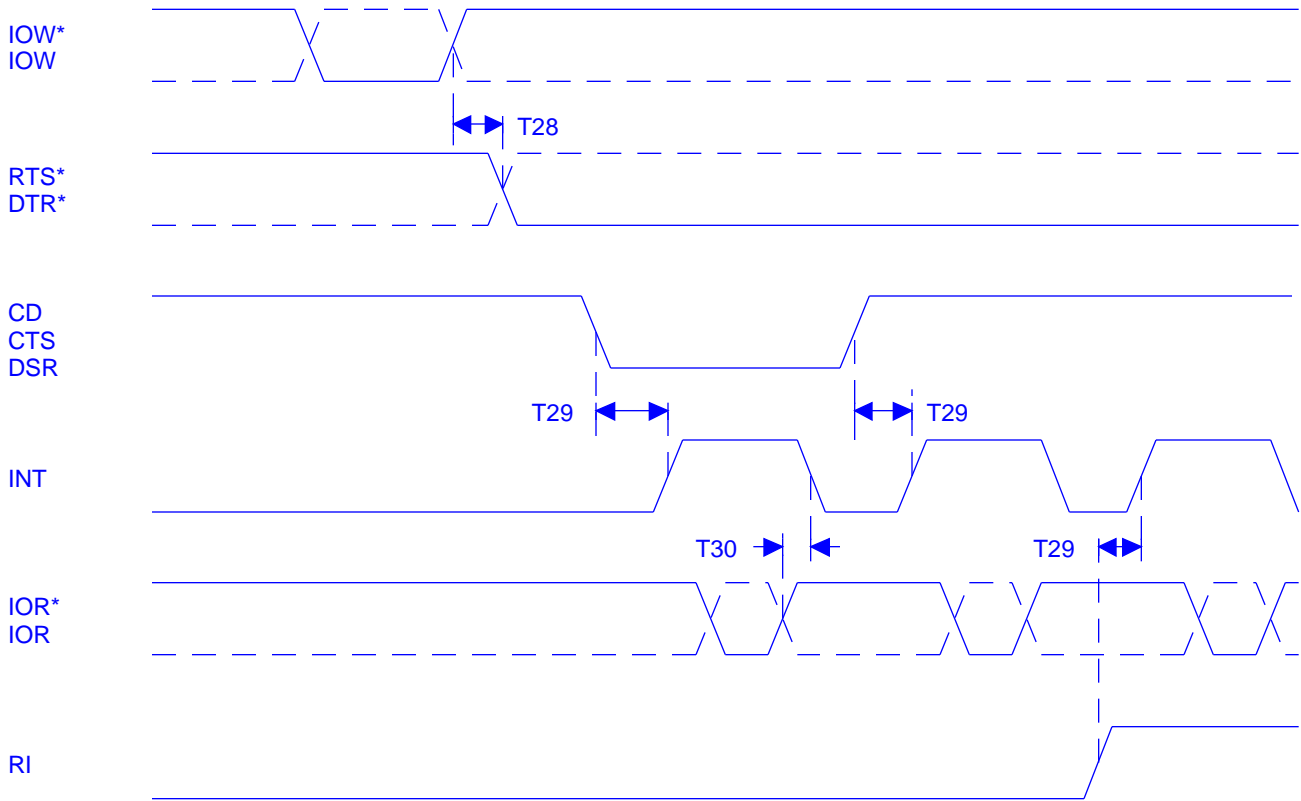 IOW*
IOW
T28
RTS*
DTR*
CD
CTS
DSR
T29
T29
INT
T30
T29
IOR*
IOR
RI